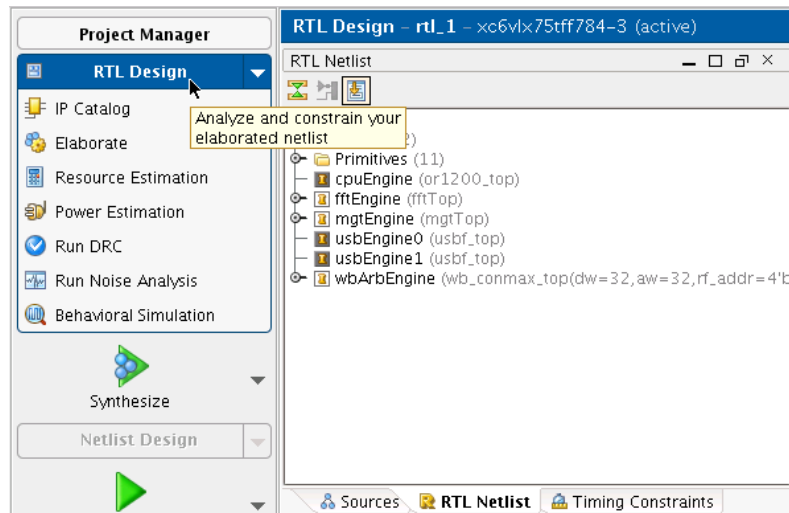 Project Manager
RTL Design
IP Catalog
Elaborate
Resource Estimation
Power Estimation
Run DRC
Run Noise Analysis
Behavioral Simulation
Synthesize
Netlist Design
Analyze and constrain your
elaborated netlist
RTL Design - rtl_1 - xc6vlx75tff784-3 (active)
RTL Netlist
Primitives (11)
cpuEngine (or1200_top)
fftEngine (fftTop)
mgtEngine (mgtTop)
usbEngine0 (usbf_top)
usbEngine1 (usbf_top)
wbArbEngine (wb_conmax_top(dw=32,aw=32,rf_addr=4'b
Sources
RTL Netlist
Timing Constraints